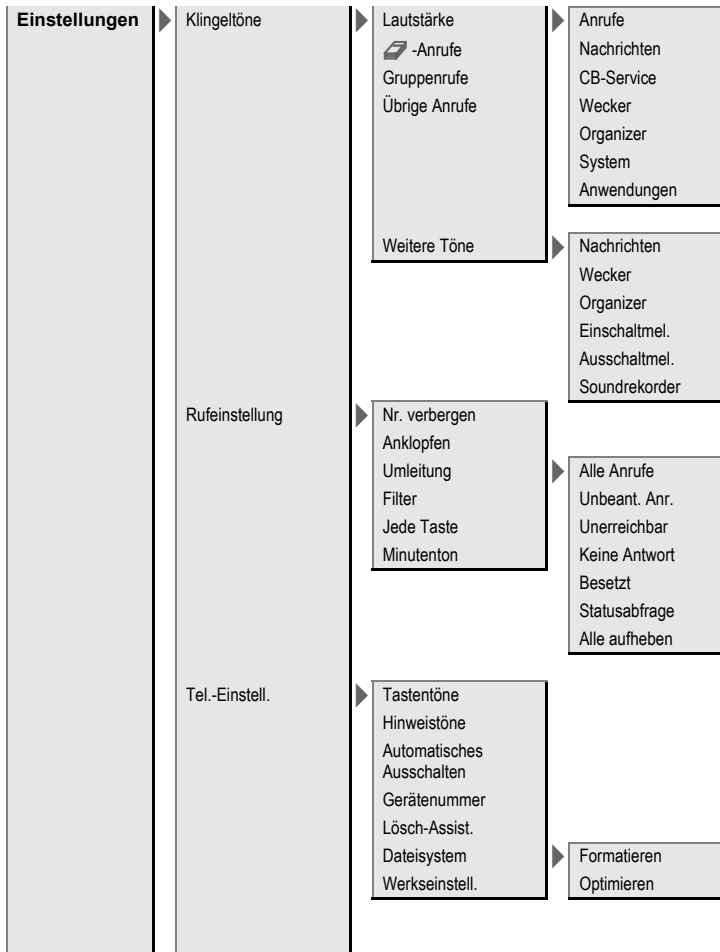 Einstellungen
Klingeltöne
Lautstärke
-Anrufe
Gruppenrufe
Übrige Anrufe
Anrufe
Nachrichten
CB-Service
Wecker
Organizer
System
Anwendungen
Weitere Töne
Nachrichten
Wecker
Organizer
Einschaltmel.
Ausschaltmel.
Soundrekorder
Rufeinstellung
Nr. verbergen
Anklopfen
Umleitung
Filter
Jede Taste
Minutenton
Alle Anrufe
Unbeant. Anr.
Unerreichbar
Keine Antwort
Besetzt
Statusabfrage
Alle aufheben
Tel.-Einstell.
Tastentöne
Hinweistöne
Automatisches
Ausschalten
Gerätenummer
Lösch-Assist.
Dateisystem
Werkseinstell.
Formatieren
Optimieren